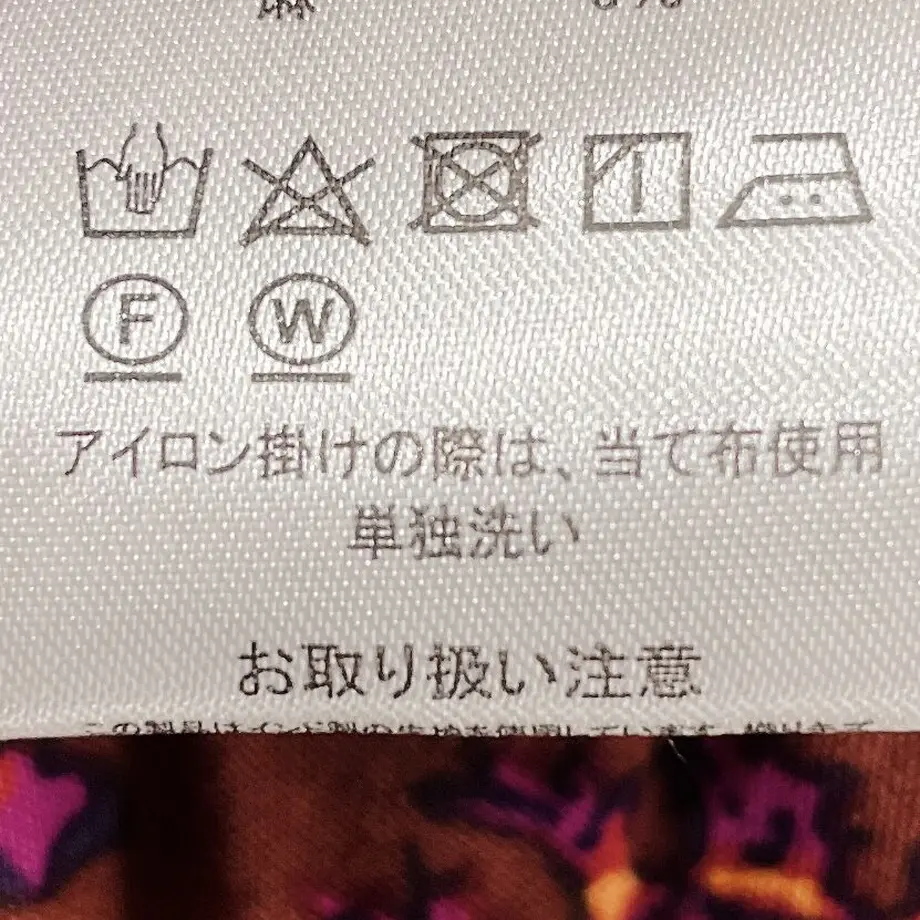 F W
アイロン掛けの際は、当て布使用
単独洗い
お取り扱い注意